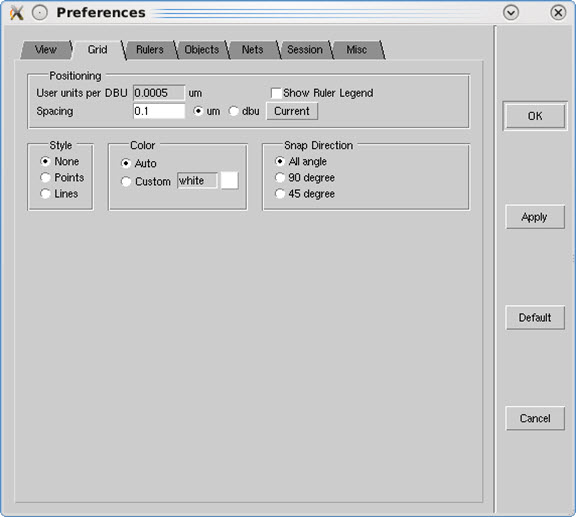 Preferences
View Grid Rulers Objects Nets Session Misc
Positioning
User units per DBU 0.0005 um Show Ruler Legend
Spacing 0.1 um dbu Current
Style
None
Points
Lines
Color
Auto
Custom white
Snap Direction
All angle
90 degree
45 degree
OK
Apply
Default
Cancel